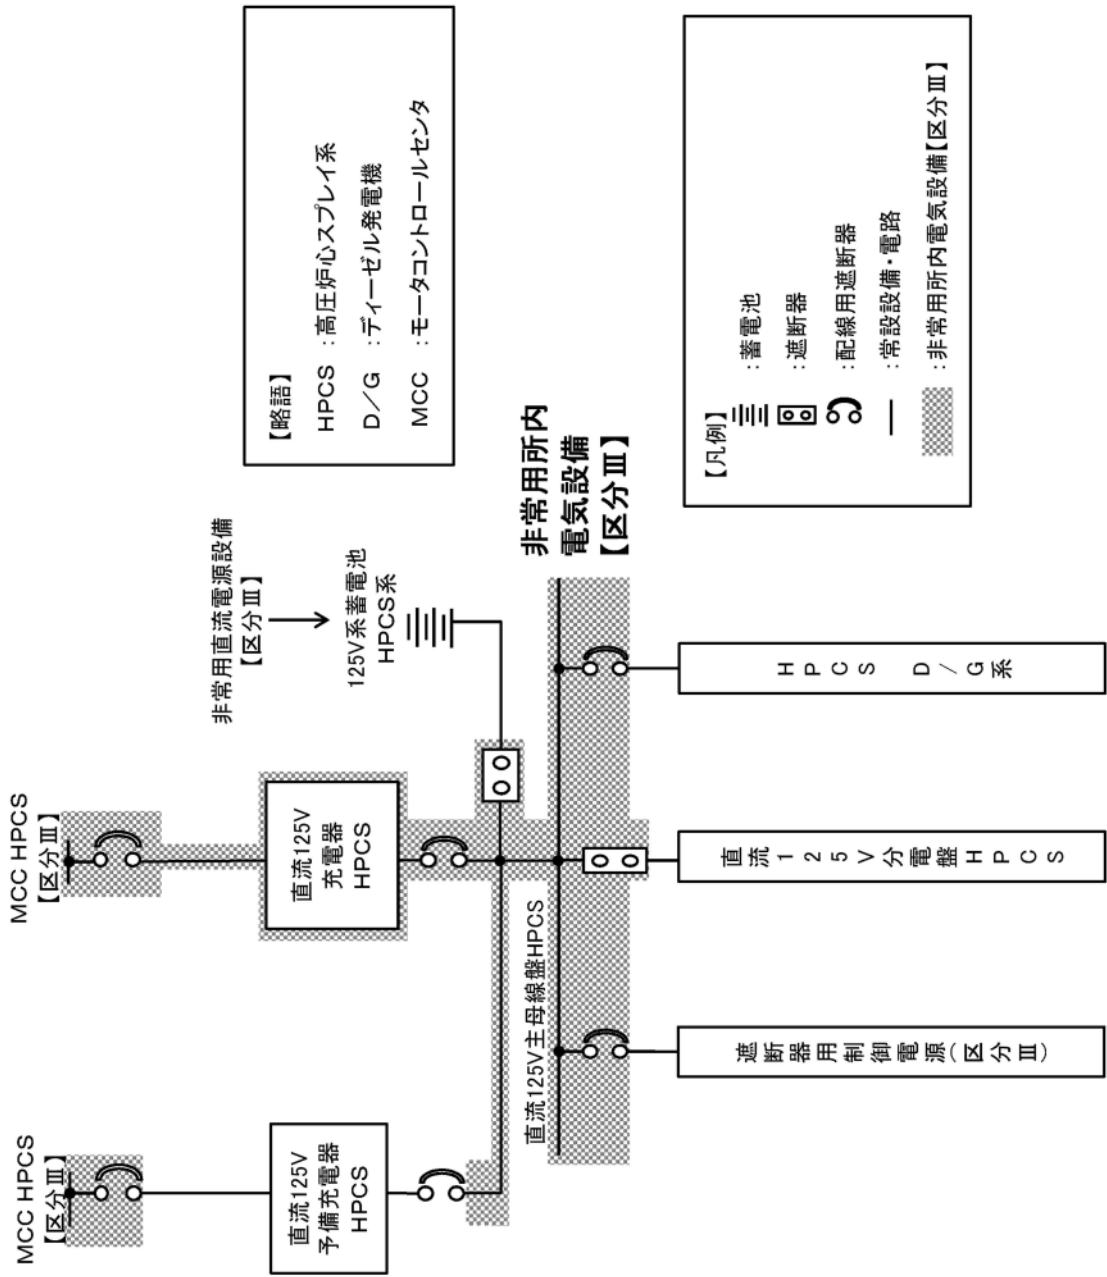 MCC HPCS
【区分Ⅲ】
MCC HPCS
【区分Ⅲ】
非常用直流電源設備
【区分Ⅲ】
125V系蓄電池
HPCS系
直流125V
予備充電器
HPCS
直流125V
充電器
HPCS
直流125V主母線盤HPCS
非常用所内
電気設備
【区分Ⅲ】
遮断器用制御電源(区分Ⅲ)
直流125V分電盤HPCS
HPCS D/G系
【略語】
HPCS :高圧炉心スプレイ系
D/G :ディーゼル発電機
MCC :モータコントロールセンタ
【凡例】
:蓄電池
:遮断器
:配線用遮断器
:常設設備・電路
:非常用所内電気設備【区分Ⅲ】